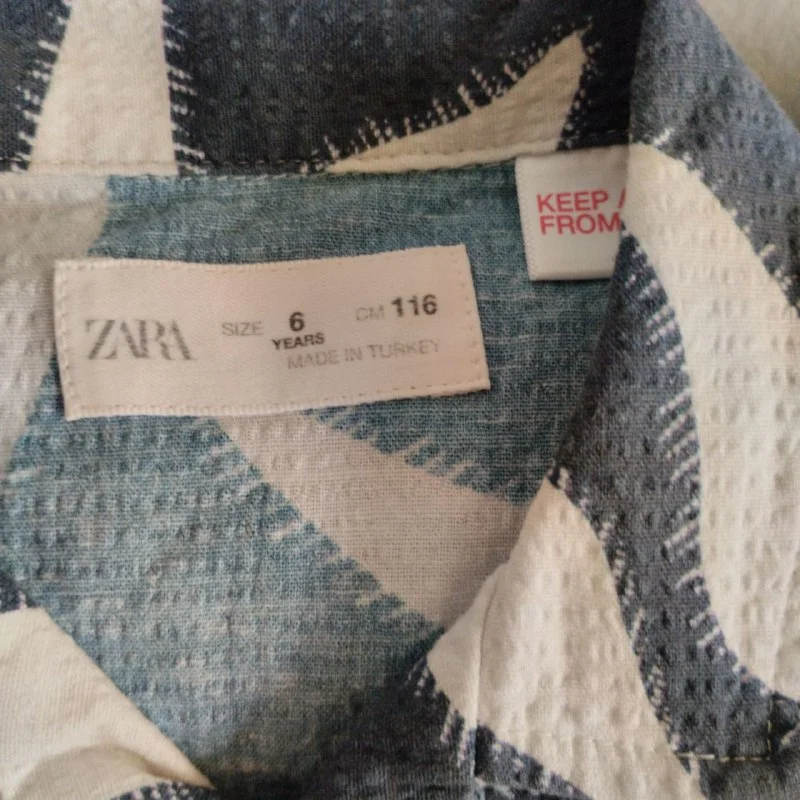 ZARA SIZE 6 YEARS CM 116
MADE IN TURKEY
KEEP
FROM